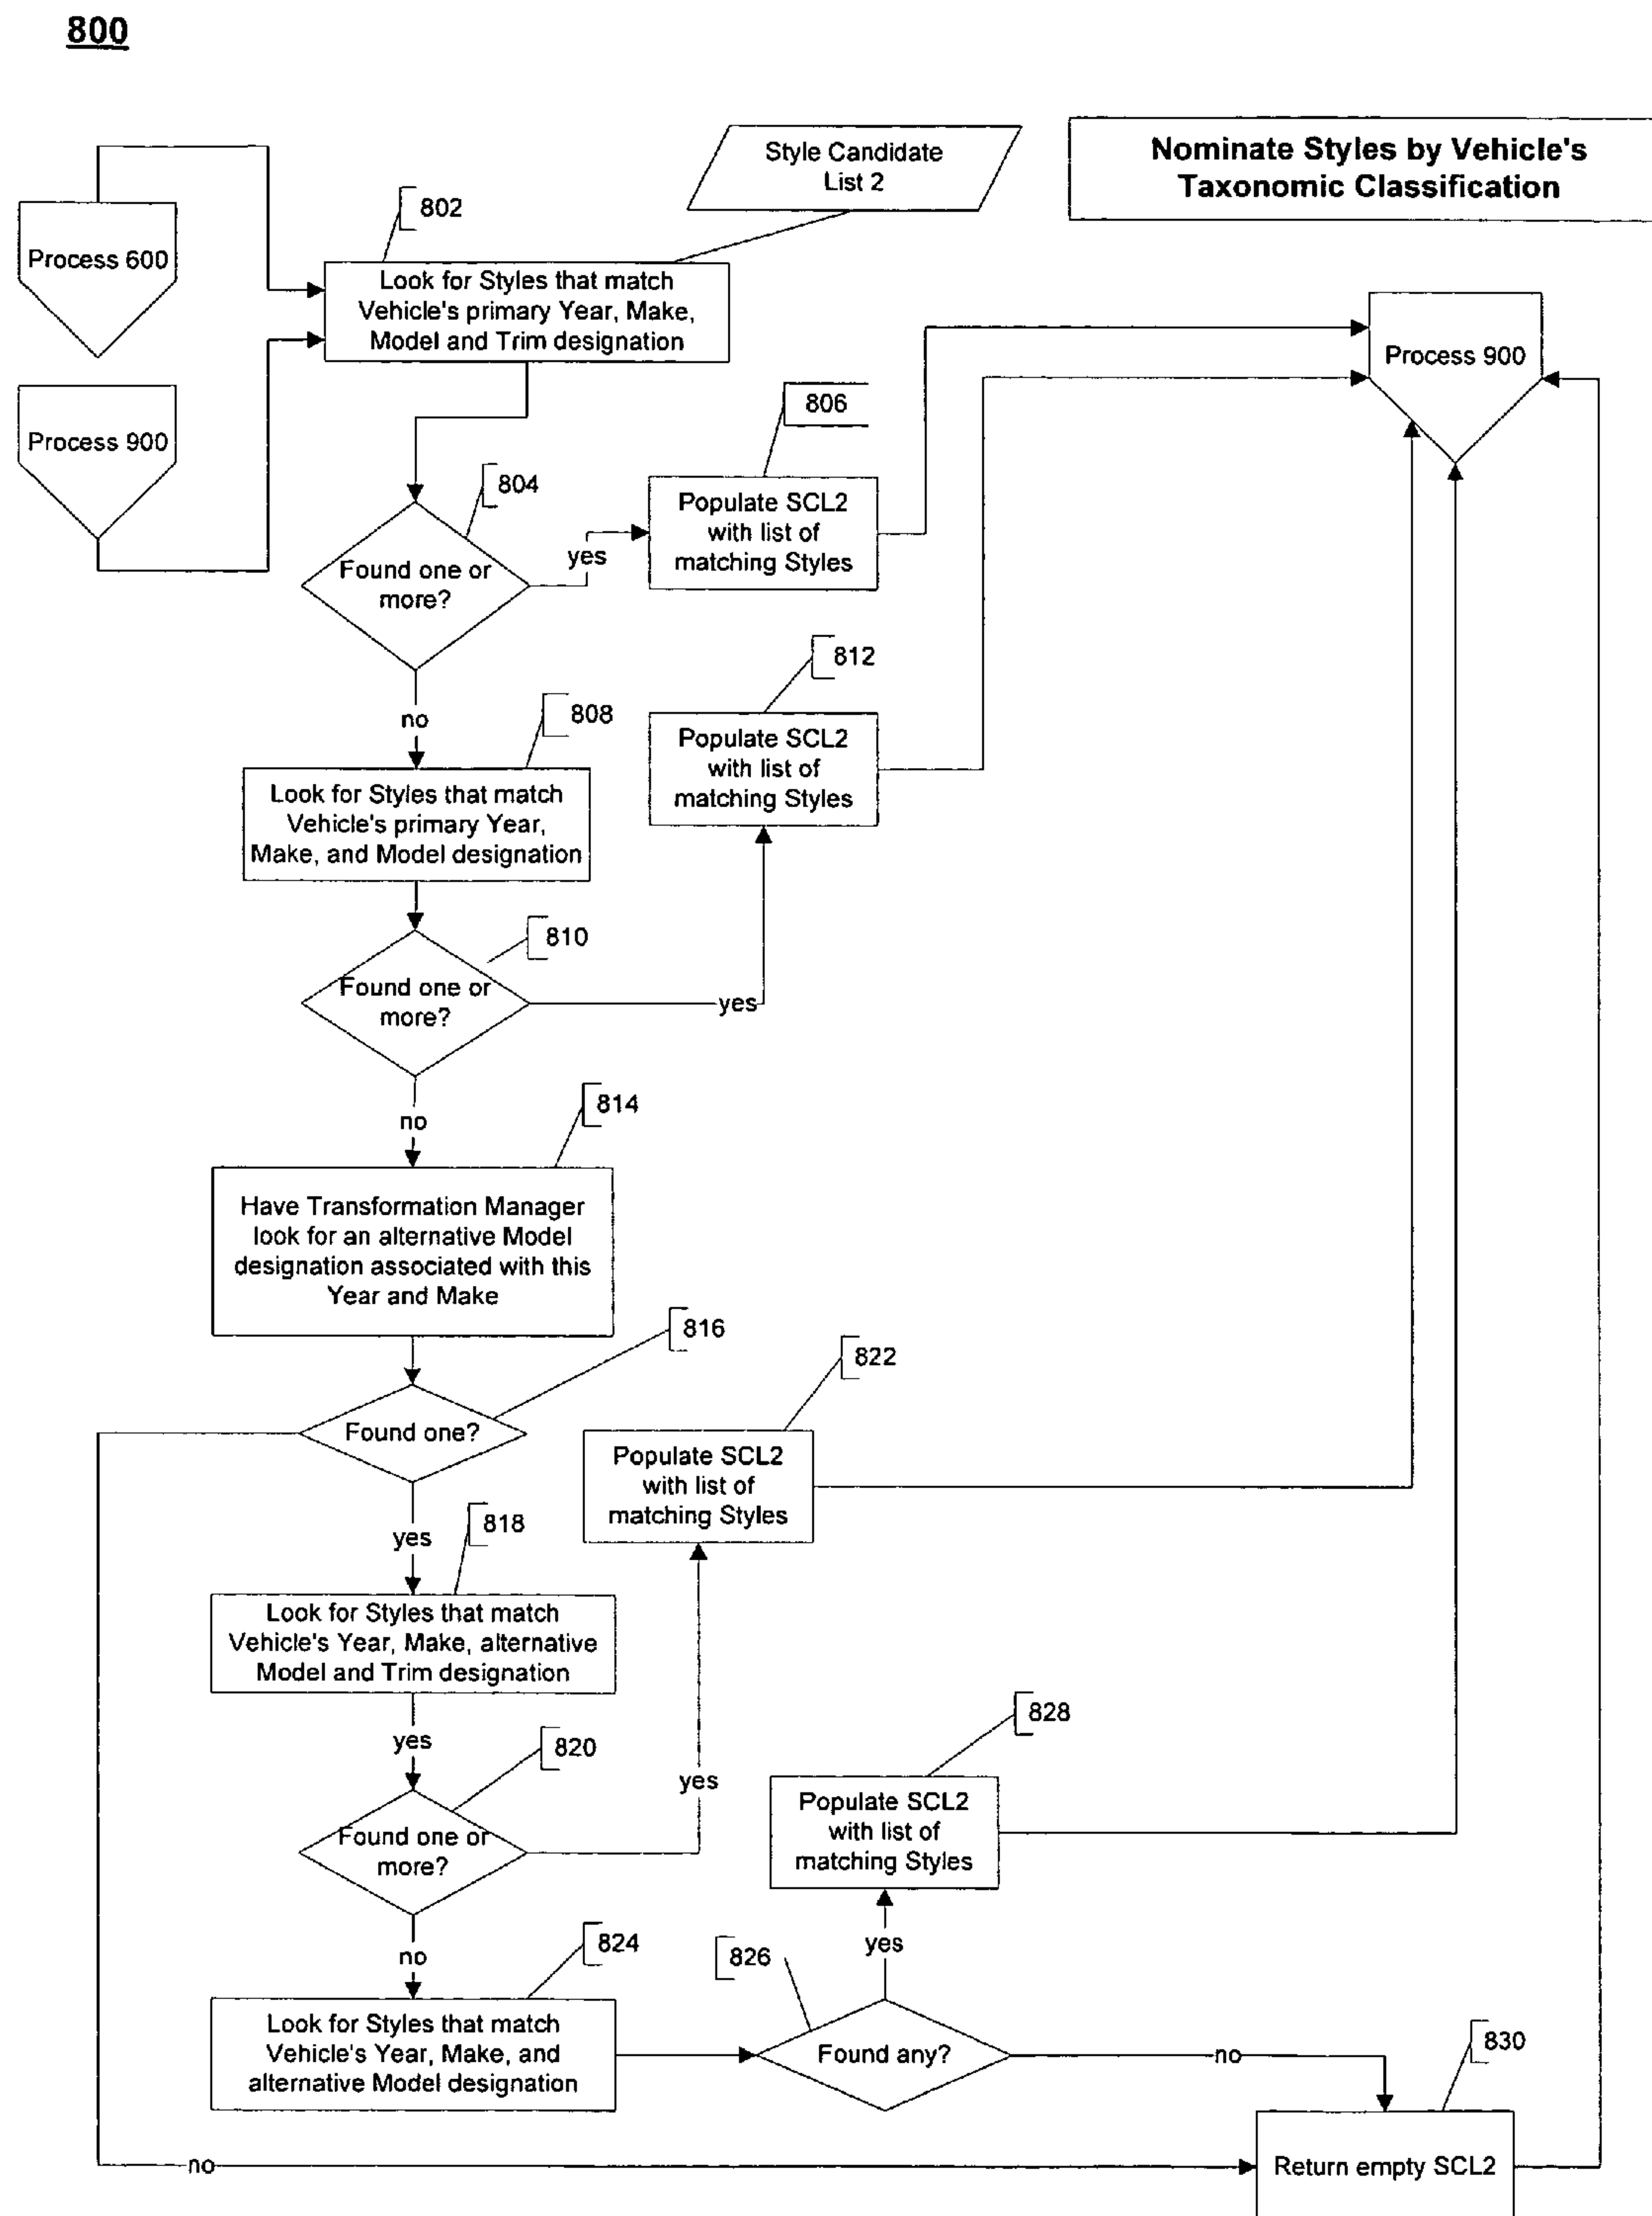 800
Style Candidate
List 2
Nominate Styles by Vehicle's
Taxonomic Classification
802
Process 600
Look for Styles that match
Vehicle's primary Year, Make,
Model and Trim designation
Process 900
Process 900
806
804
Populate SCL2
with list of
matching Styles
yes
Found one or
more?
812
no
808
Populate SCL2
with list of
matching Styles
Look for Styles that match
Vehicle's primary Year,
Make, and Model designation
810
Found one or
more?
yes
no
814
Have Transformation Manager
look for an alternative Model
designation associated with this
Year and Make
816
822
Found one?
Populate SCL2
with list of
matching Styles
yes
818
Look for Styles that match
Vehicle's Year, Make, alternative
Model and Trim designation
yes
820
828
yes
Found one or
more?
Populate SCL2
with list of
matching Styles
no
824
826
yes
Look for Styles that match
Vehicle's Year, Make, and
alternative Model designation
Found any?
no
830
no
Return empty SCL2